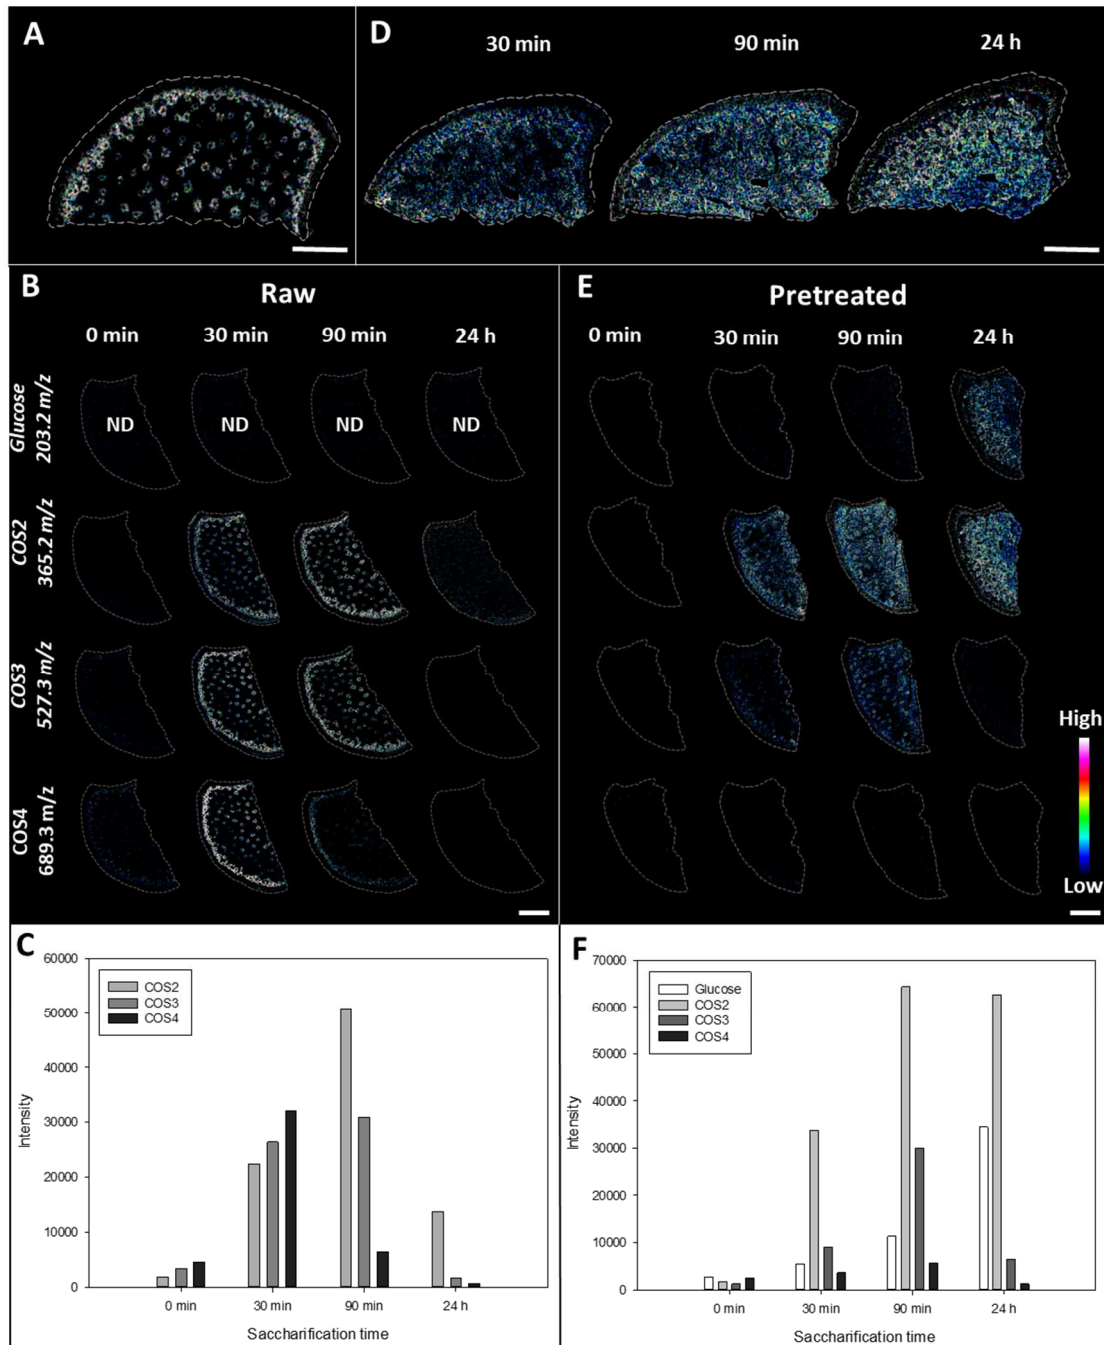 A
D
30 min
90 min
24 h
B
Raw
0 min
30 min
90 min
24 h
Glucose
203.2 m/z
ND
ND
ND
ND
COS2
365.2 m/z
COS3
527.3 m/z
COS4
689.3 m/z
E
Pretreated
0 min
30 min
90 min
24 h
High
Low
C
60000
50000
40000
30000
20000
10000
0
Intensity
COS2
COS3
COS4
0 min
30 min
90 min
24 h
Saccharification time
F
70000
60000
50000
40000
30000
20000
10000
0
Intensity
Glucose
COS2
COS3
COS4
0 min
30 min
90 min
24 h
Saccharification time